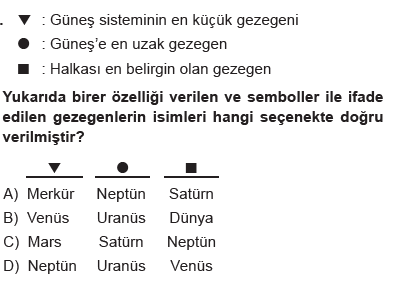 . ▼ : Güneş sisteminin en küçük gezegeni
● : Güneş’e en uzak gezegen
■ : Halkası en belirgin olan gezegen
Yukarıda birer özelliği verilen ve semboller ile ifade
edilen gezegenlerin isimleri hangi seçenekte doğru
verilmiştir?
▼ ● ■
A) Merkür Neptün Satürn
B) Venüs Uranüs Dünya
C) Mars Satürn Neptün
D) Neptün Uranüs Venüs